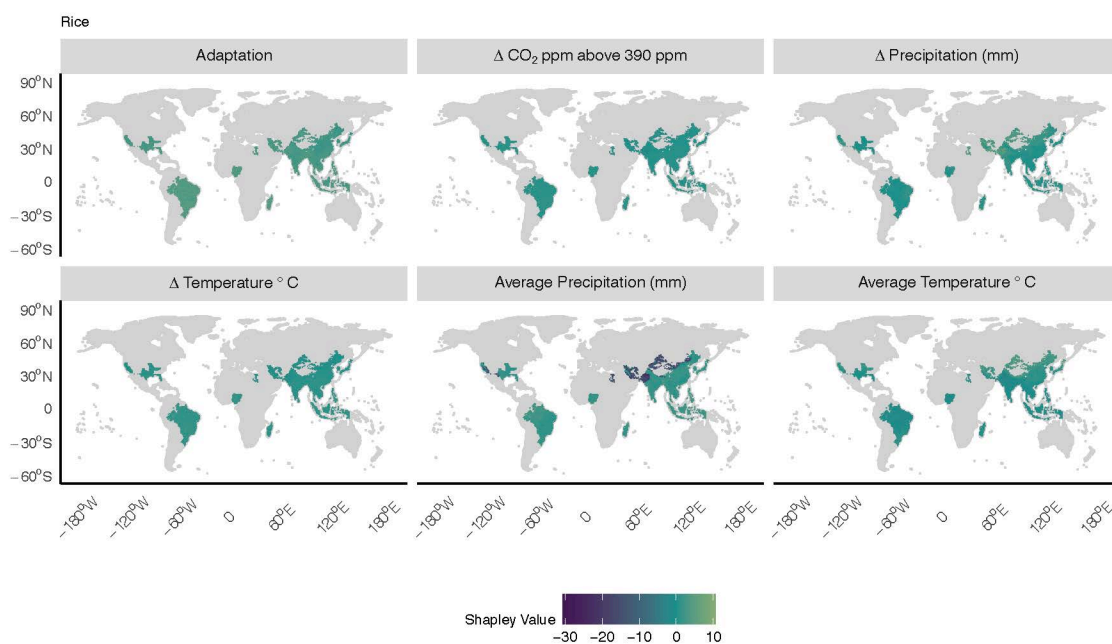 Rice
Adaptation
Δ CO₂ ppm above 390 ppm
Δ Precipitation (mm)
90°N
60°N
30°N
0
−30°S
−60°S
Δ Temperature ° C
Average Precipitation (mm)
Average Temperature ° C
90°N
60°N
30°N
0
−30°S
−60°S
−180°W −120°W −60°W 0 60°E 120°E 180°E
−180°W −120°W −60°W 0 60°E 120°E 180°E
−180°W −120°W −60°W 0 60°E 120°E 180°E
Shapley Value
−30 −20 −10 0 10